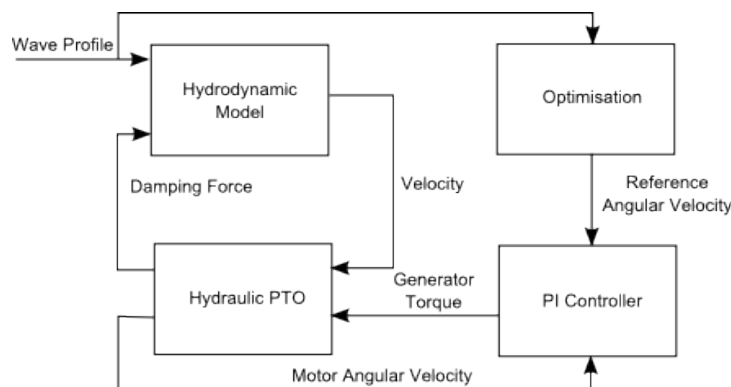 Wave Profile
Hydrodynamic
Model
Optimisation
Damping Force
Velocity
Reference
Angular Velocity
Hydraulic PTO
Generator
Torque
PI Controller
Motor Angular Velocity